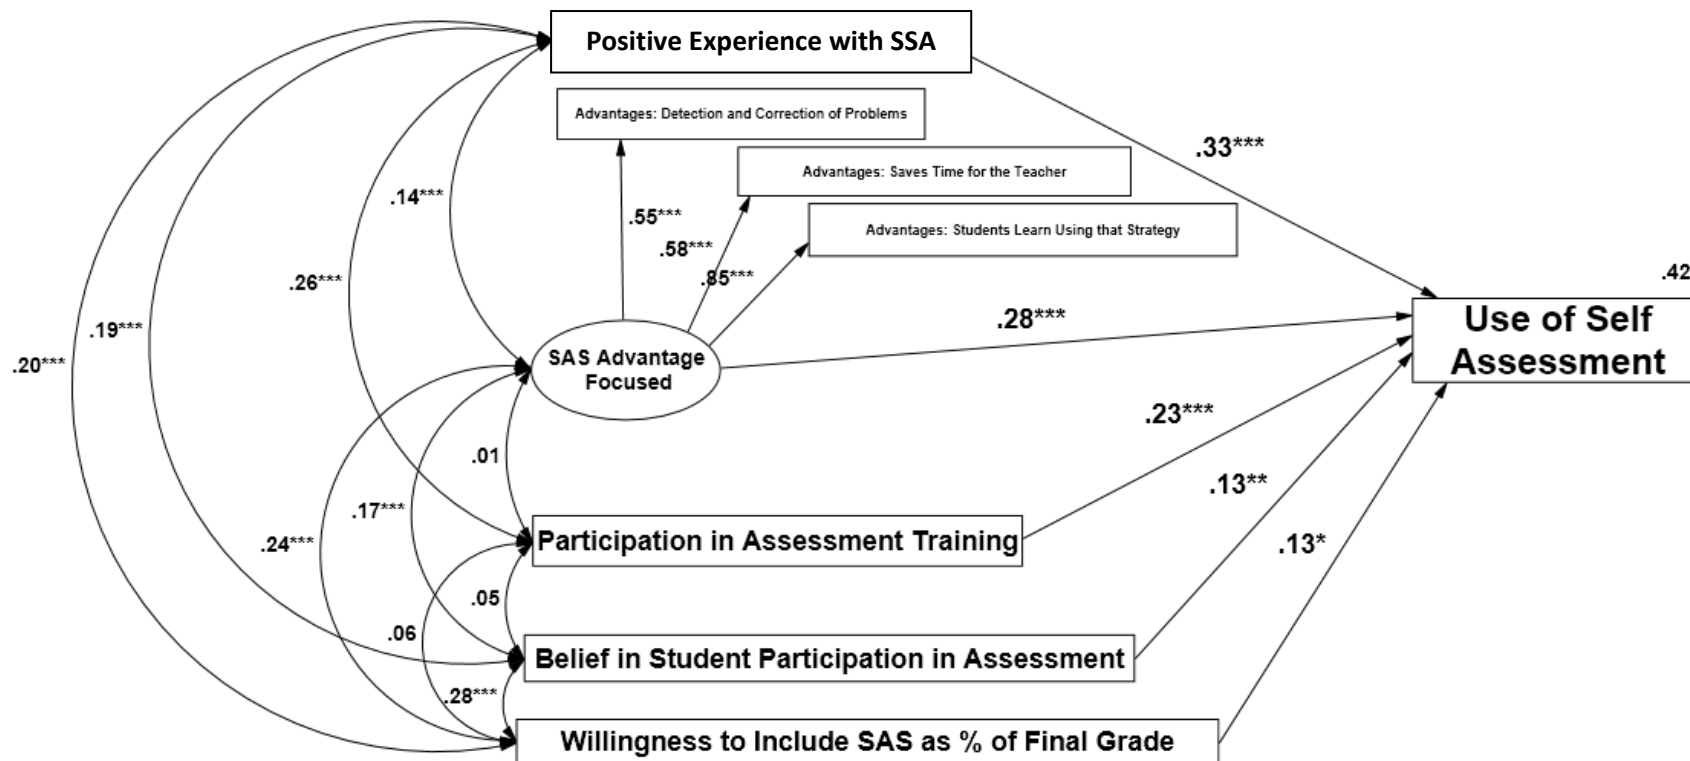 Positive Experience with SSA
Advantages: Detection and Correction of Problems
.33***
Advantages: Saves Time for the Teacher
.14***
.55***
Advantages: Students Learn Using that Strategy
.58***
.85***
.26***
.42
.19***
.28***
Use of Self
Assessment
.20***
SAS Advantage
Focused
.23***
.01
.13**
.17***
.24***
Participation in Assessment Training
.13*
.05
.06
Belief in Student Participation in Assessment
.28***
Willingness to Include SAS as % of Final Grade